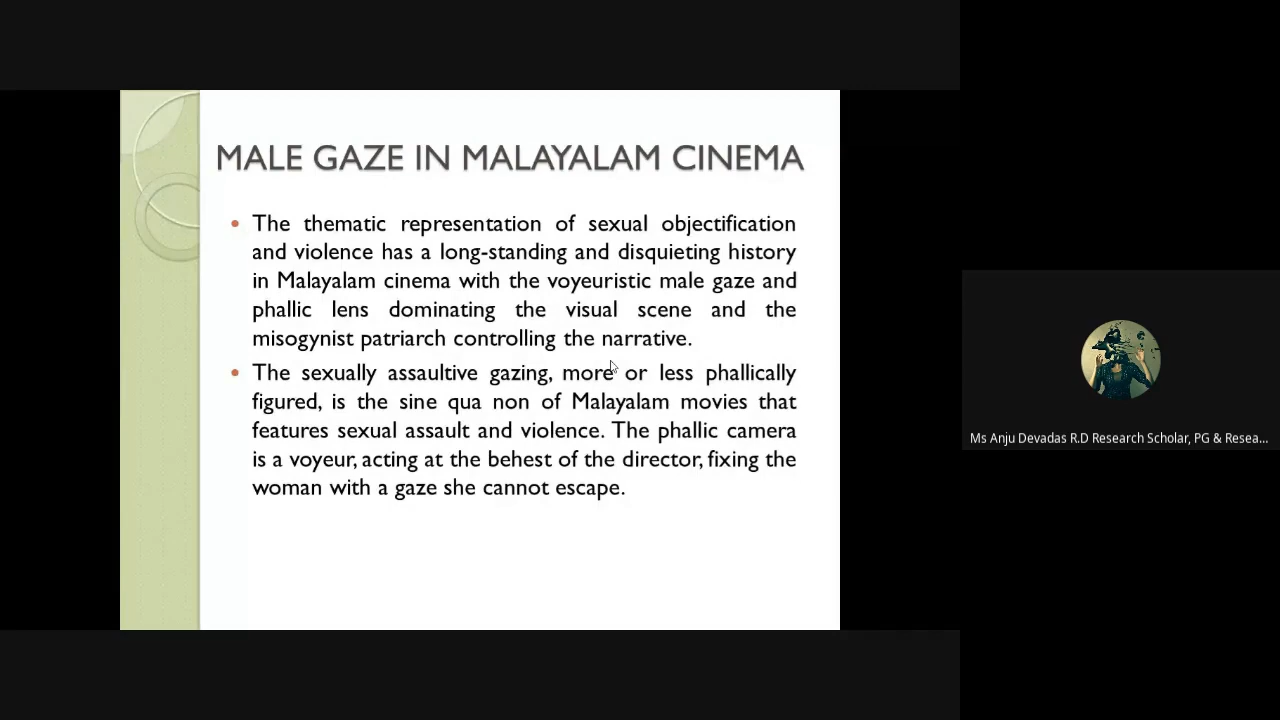 MALE GAZE IN MALAYALAM CINEMA
The thematic representation of sexual objectification
and violence has a long-standing and disquieting history
in Malayalam cinema with the voyeuristic male gaze and
phallic lens dominating the visual scene and the
misogynist patriarch controlling the narrative.
The sexually assaultive gazing, more or less phallically
figured, is the sine qua non of Malayalam movies that
features sexual assault and violence. The phallic camera
is a voyeur, acting at the behest of the director, fixing the
woman with a gaze she cannot escape.
Ms Anju Devadas R.D Research Scholar, PG & Resea...